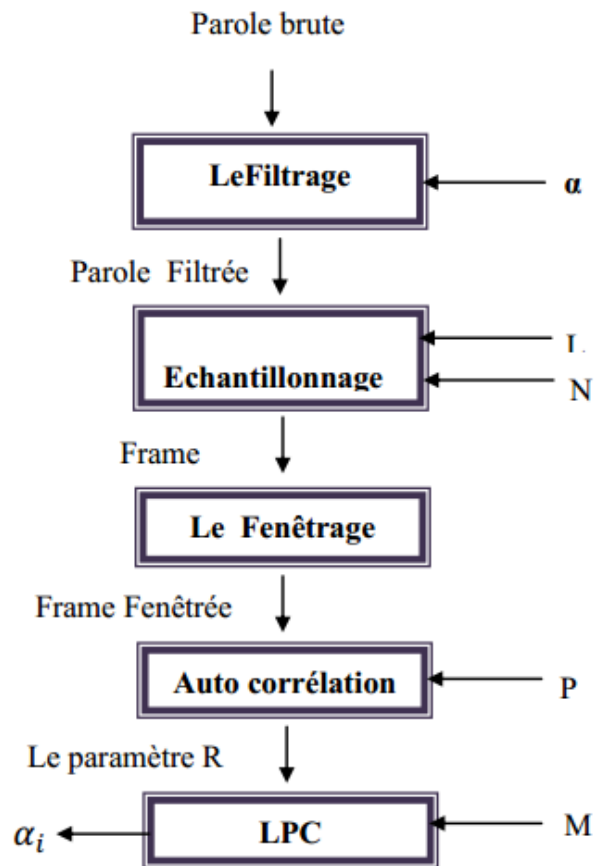 Parole brute
LeFiltrage
α
Parole Filtrée
Echantillonnage
N
Frame
Le Fenêtrage
Frame Fenêtrée
Auto corrélation
P
Le paramètre R
LPC
M
αᵢ